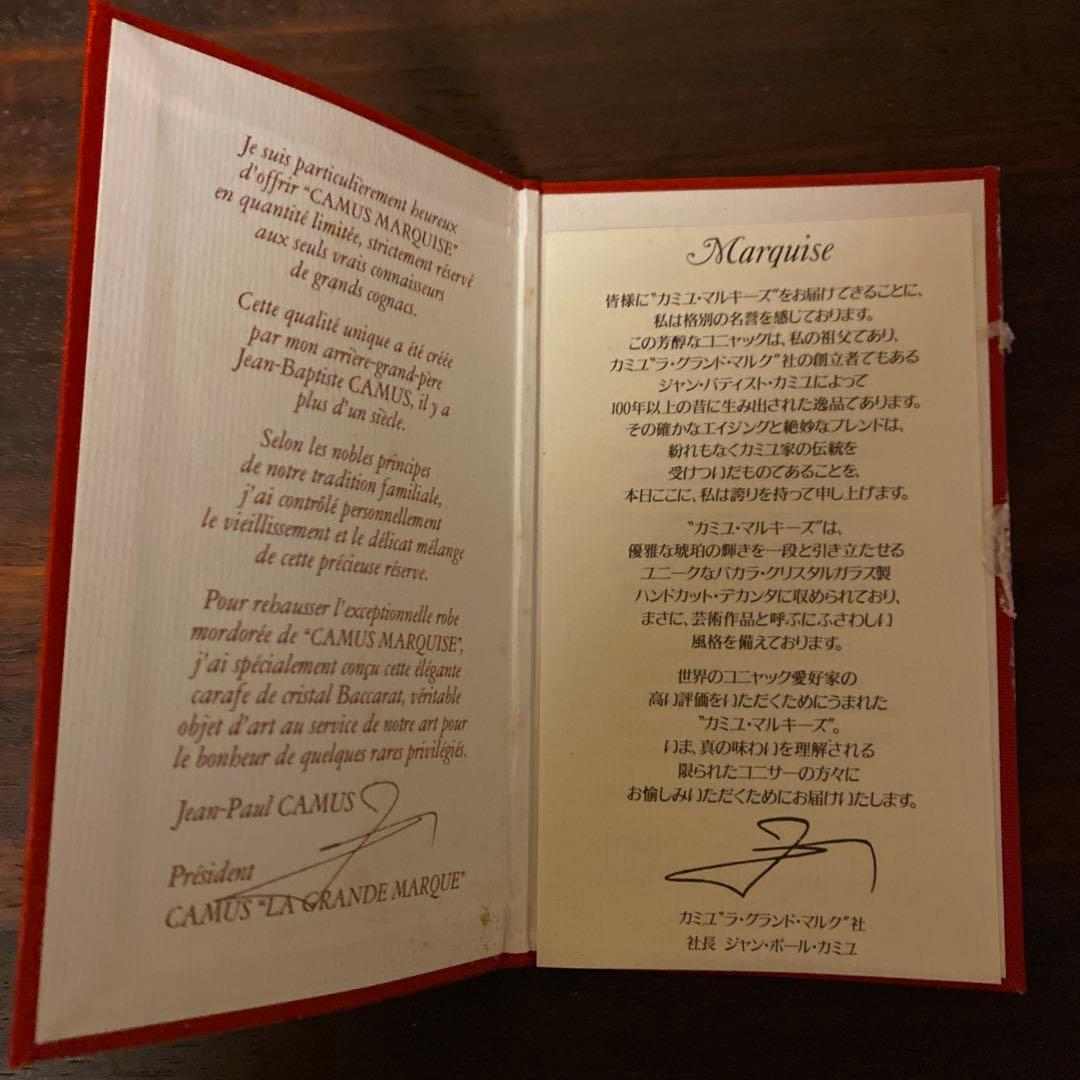 Je suis particulièrement heureux
d'offrir "CAMUS MARQUISE"
en quantité limitée, strictement réservé
aux seuls vrais connaisseurs
de grands cognacs.
Cette qualité unique a été créée
par mon arrière-grand-père
Jean-Baptiste CAMUS, il y a
plus d'un siècle.
Selon les nobles principes
de notre tradition familiale,
j'ai contrôlé personnellement
le vieillissement et le délicat mélange
de cette précieuse réserve.
Pour rehausser l'exceptionnelle robe
mordorée de "CAMUS MARQUISE",
j'ai spécialement conçu cette élégante
carafe de cristal Baccarat, véritable
objet d'art au service de notre art pour
le bonheur de quelques rares privilégiés.
Jean-Paul CAMUS
Président
CAMUS "LA GRANDE MARQUE"
Marquise
皆様に"カミユ・マルキーズ"をお届けできることに、
私は格別の名誉を感じております。
この芳醇なコニャックは、私の祖父であり、
カミユ"ラ・グランド・マルク"社の創立者でもある
ジャン・バティスト・カミユによって
100年以上の昔に生み出された逸品であります。
その確かなエイジングと絶妙なブレンドは、
紛れもなくカミユ家の伝統を
受けついだものであることを、
本日ここに、私は誇りを持って申し上げます。
"カミユ・マルキーズ"は、
優雅な琥珀の輝きを一段と引き立たせる
ユニークなバカラ・クリスタルガラス製
ハンドカット・デカンタに収められており、
まさに、芸術作品と呼ぶにふさわしい
風格を備えております。
世界のコニャック愛好家の
高い評価をいただくためにうまれた
"カミユ・マルキーズ"。
いま、真の味わいを理解される
限られたコニサーの方々に
お愉しみいただくためにお届けいたします。
カミユ"ラ・グランド・マルク"社
社長 ジャン・ポール・カミユ